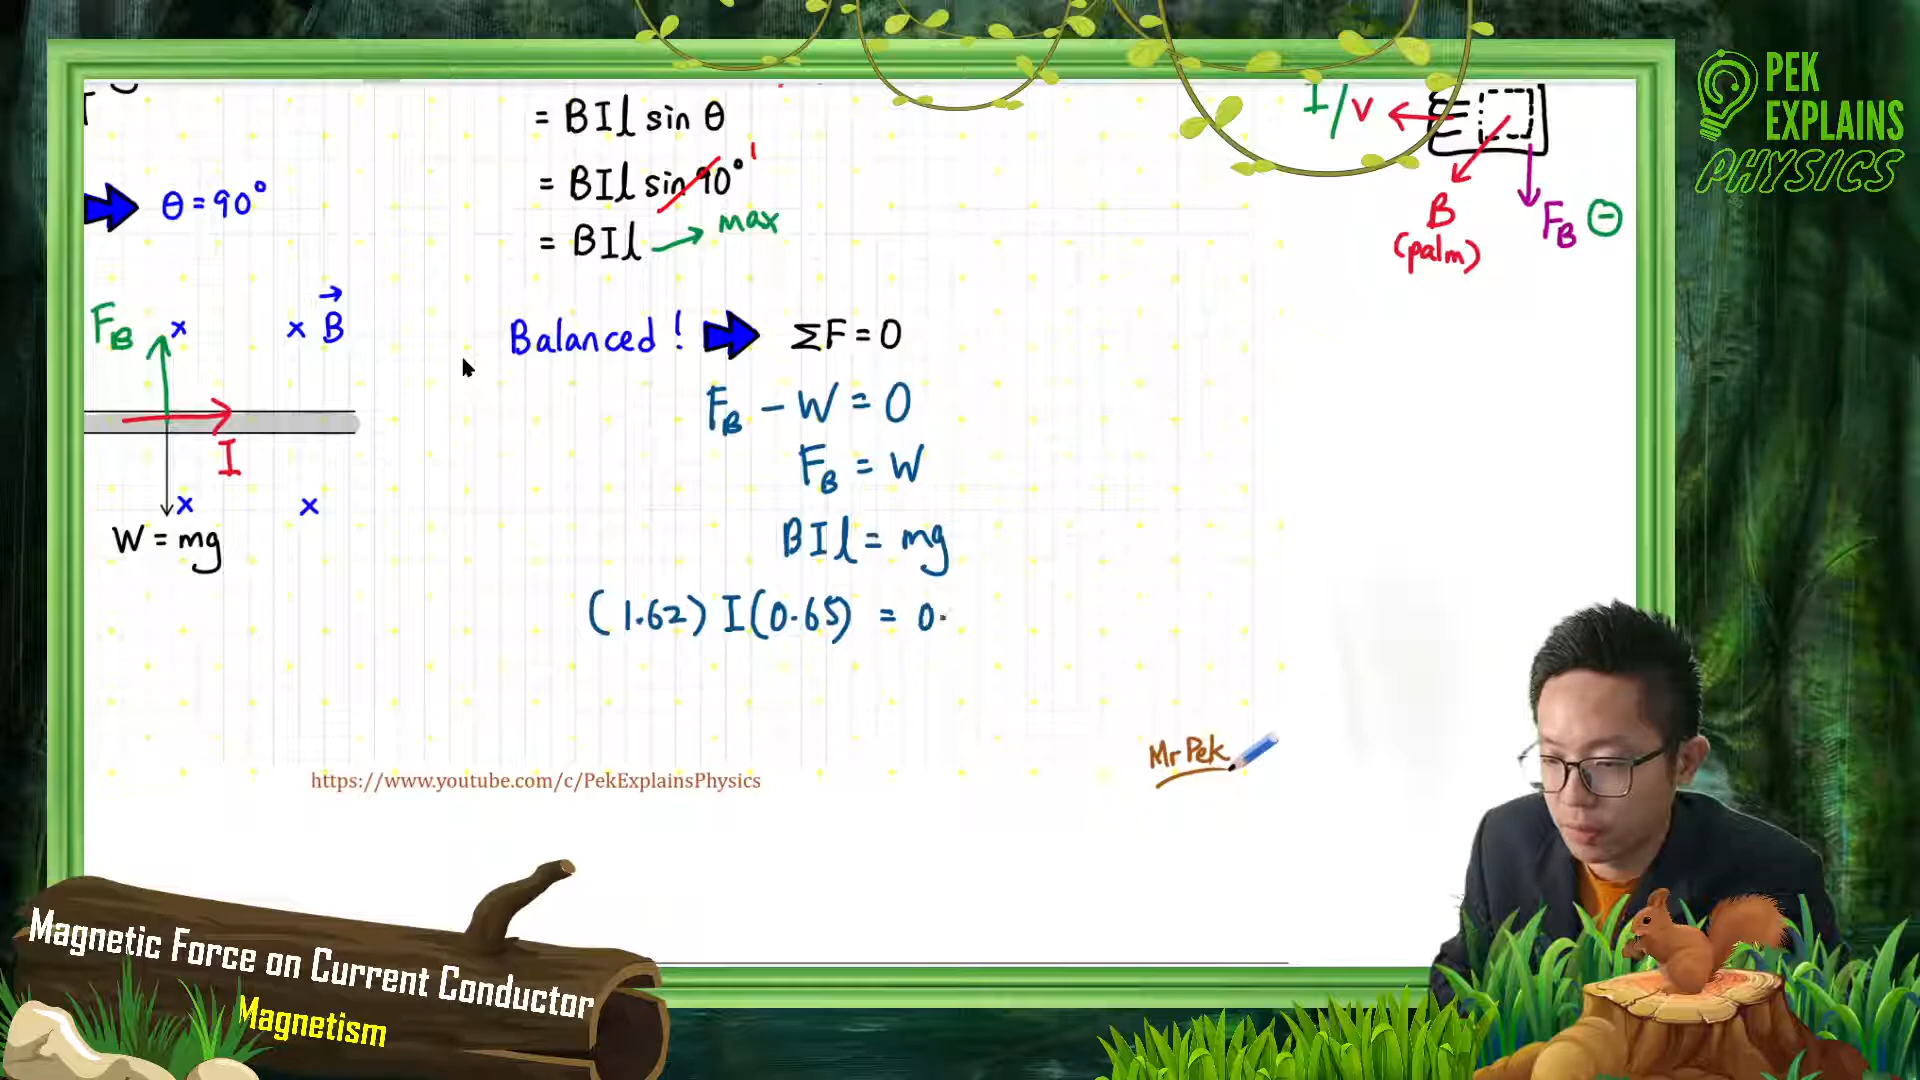 = BIl sin θ
= BIl sin 90° 1
= BIl → max
θ = 90°
F_B
x
x B
I
x
x
W = mg
Balanced !
ΣF = 0
F_B - W = 0
F_B = W
BIl = mg
(1.62) I (0.65) = 0.
I/V
B
(palm)
F_B ⊖
Mr Pek
https://www.youtube.com/c/PekExplainsPhysics
PEK
EXPLAINS
PHYSICS
Magnetic Force on Current Conductor
Magnetism